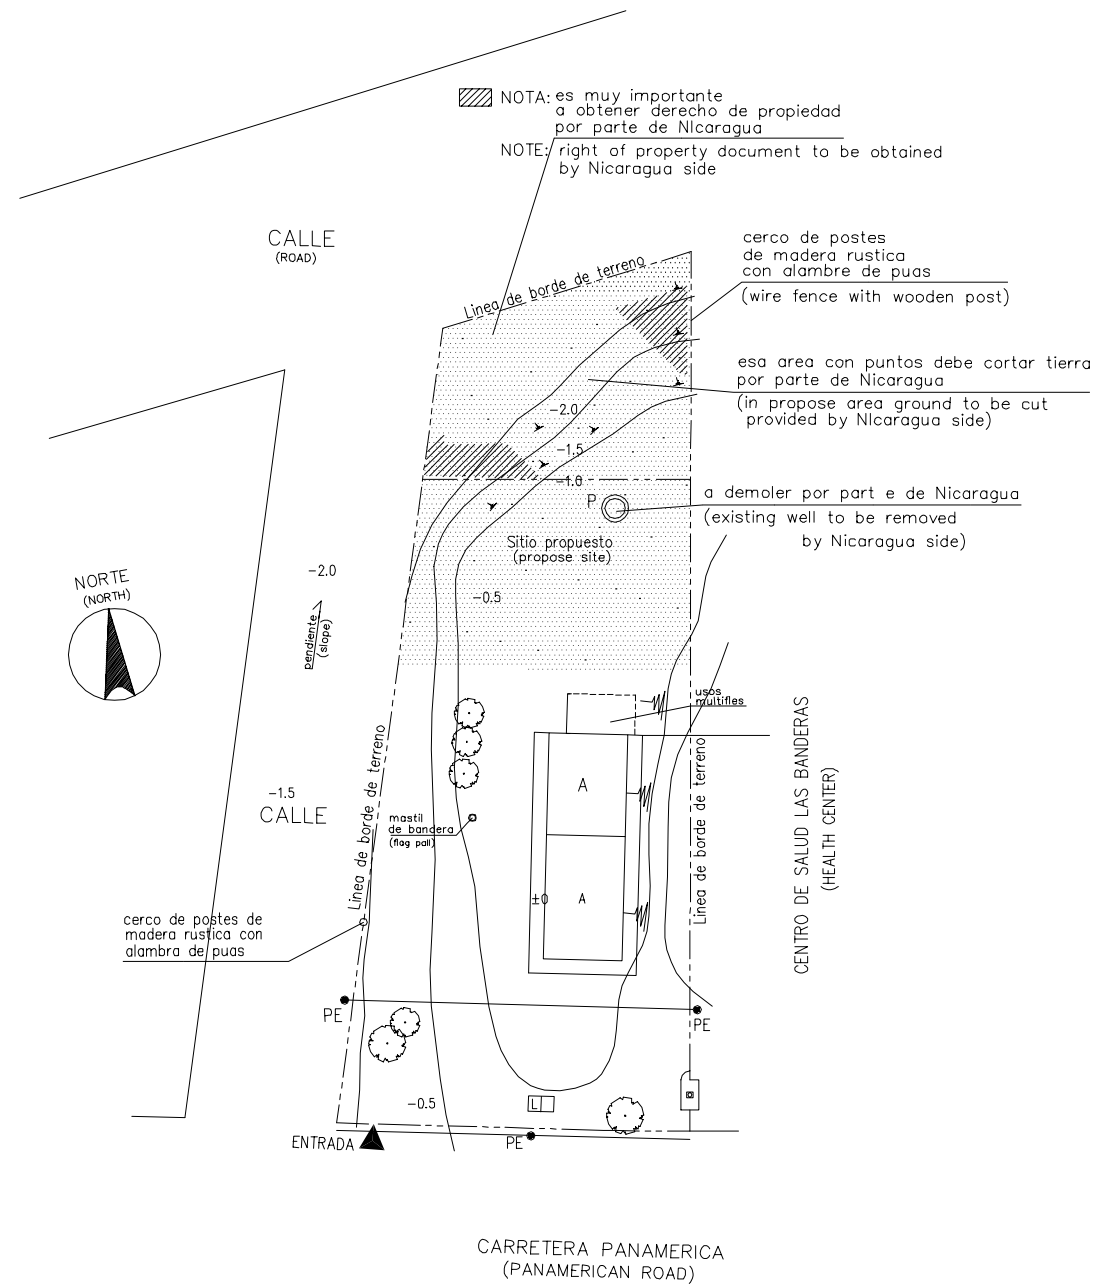 NOTA: es muy importante
a obtener derecho de propiedad
por parte de NIcaragua
NOTE: right of property document to be obtained
by Nicaragua side
CALLE
(ROAD)
cerco de postes
de madera rustica
con alambre de puas
(wire fence with wooden post)
Linea de borde de terreno
esa area con puntos debe cortar tierra
por parte de Nicaragua
(in propose area ground to be cut
provided by NIcaragua side)
-2.0
-1.5
-1.0
P
a demoler por part e de Nicaragua
(existing well to be removed
by Nicaragua side)
Sitio propuesto
(propose site)
-2.0
NORTE
(NORTH)
-0.5
pendiente
(slope)
usos
multifles
Linea de borde de terreno
Linea de borde de terreno
CENTRO DE SALUD LAS BANDERAS
(HEALTH CENTER)
A
-1.5
CALLE
mastil
de bandera
(flag pall)
±0
A
cerco de postes de
madera rustica con
alambra de puas
PE
PE
-0.5
L
ENTRADA
PE
CARRETERA PANAMERICA
(PANAMERICAN ROAD)